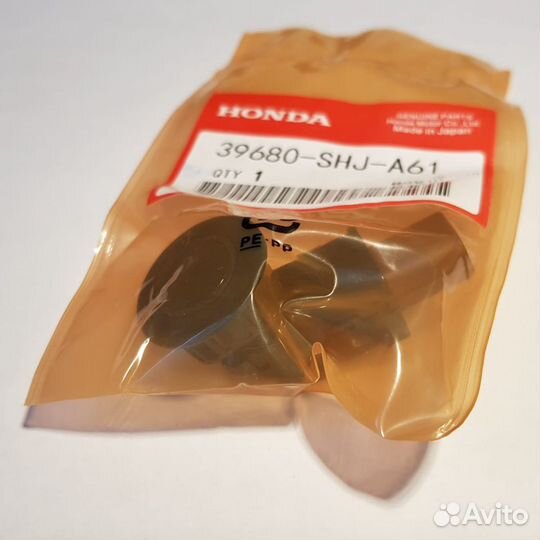 HONDA
GENUINE PARTS
Honda Motor Co., Ltd.
Made in Japan
39680-SHJ-A61
QTY 1
PE·PP
Avito